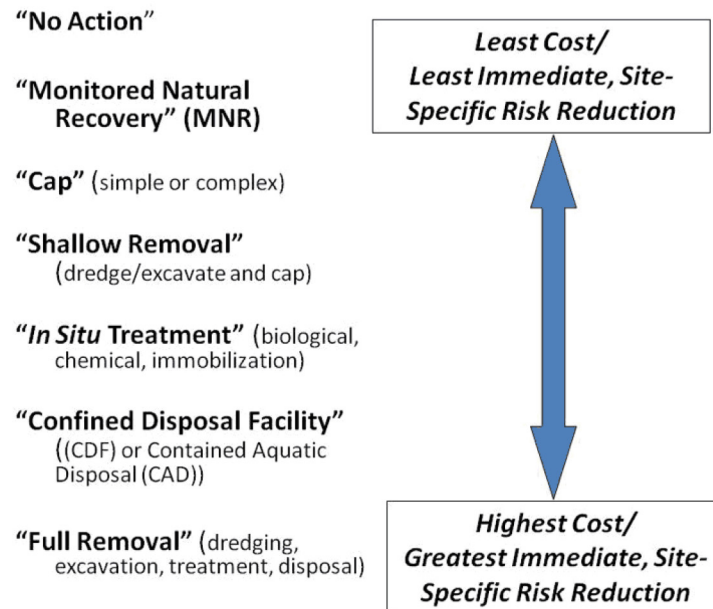 “No Action”
“Monitored Natural
Recovery” (MNR)
“Cap” (simple or complex)
“Shallow Removal”
(dredge/excavate and cap)
“In Situ Treatment” (biological,
chemical, immobilization)
“Confined Disposal Facility”
((CDF) or Contained Aquatic
Disposal (CAD))
“Full Removal” (dredging,
excavation, treatment, disposal)
Least Cost/
Least Immediate, Site-
Specific Risk Reduction
Highest Cost/
Greatest Immediate, Site-
Specific Risk Reduction